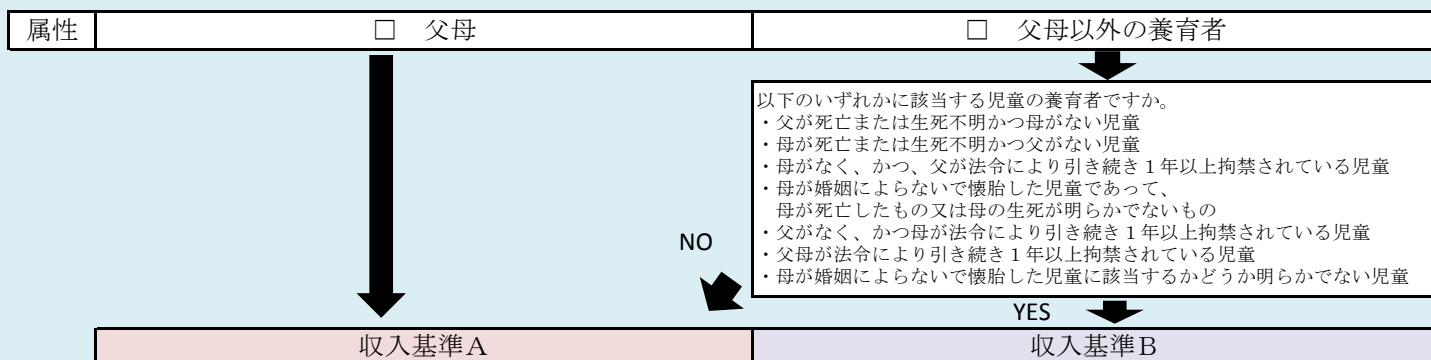 属性
□ 父母
□ 父母以外の養育者
以下のいずれかに該当する児童の養育者ですか。
・父が死亡または生死不明かつ母がない児童
・母が死亡または生死不明かつ父がない児童
・母がなく、かつ、父が法令により引き続き１年以上拘禁されている児童
・母が婚姻によらないで懐胎した児童であって、
母が死亡したもの又は母の生死が明らかでないもの
・父がなく、かつ母が法令により引き続き１年以上拘禁されている児童
・父母が法令により引き続き１年以上拘禁されている児童
・母が婚姻によらないで懐胎した児童に該当するかどうか明らかでない児童
NO
YES
収入基準Ａ
収入基準Ｂ